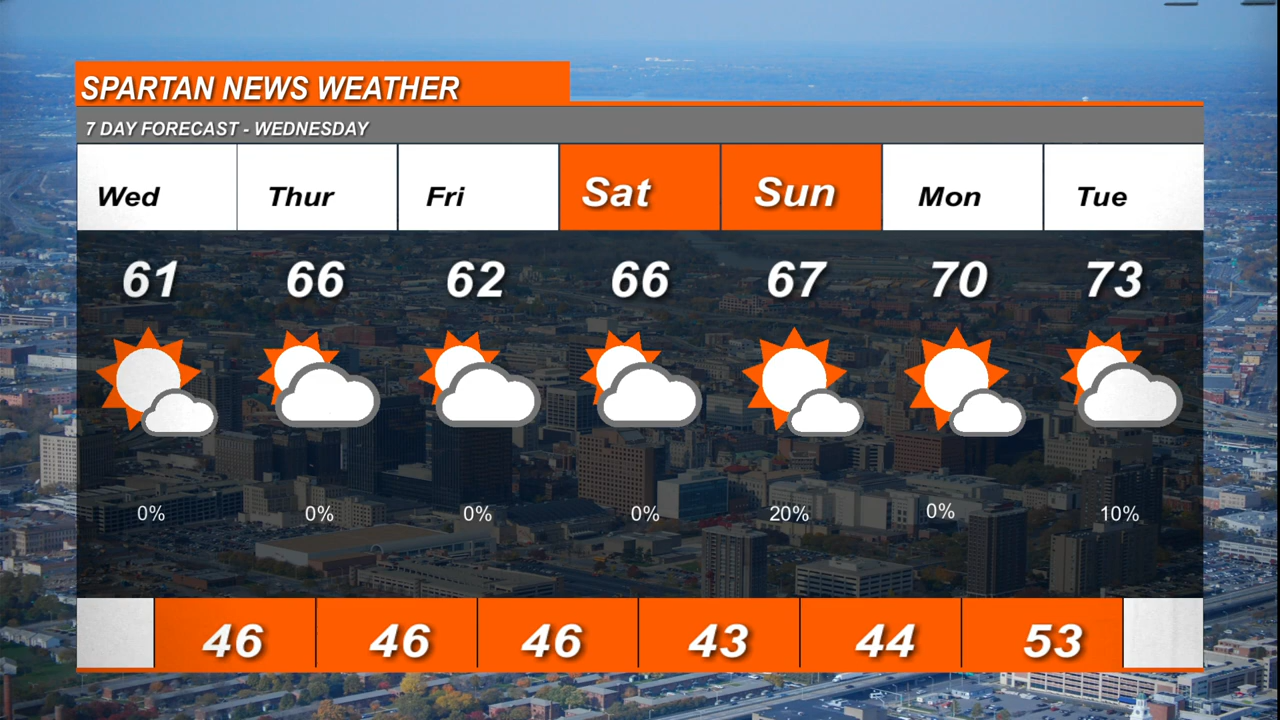 SPARTAN NEWS WEATHER
7 DAY FORECAST - WEDNESDAY
Wed Thur Fri Sat Sun Mon Tue
61 66 62 66 67 70 73
0% 0% 0% 0% 20% 0% 10%
46 46 46 43 44 53